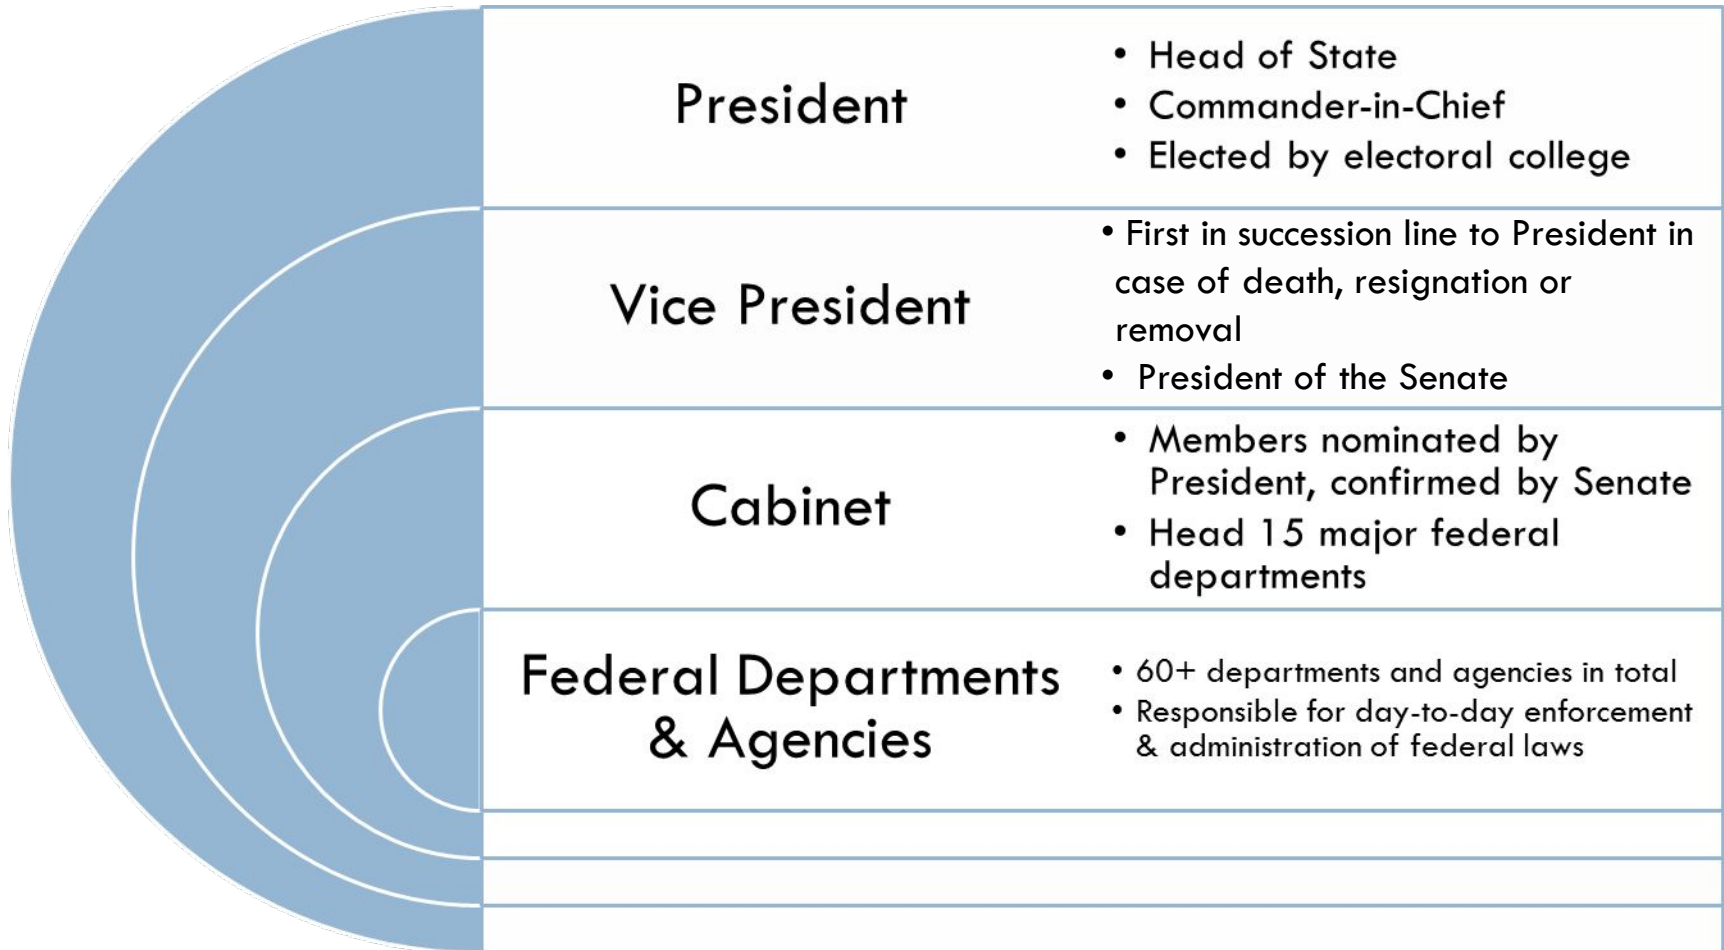 President
• Head of State
• Commander-in-Chief
• Elected by electoral college
Vice President
• First in succession line to President in
case of death, resignation or
removal
• President of the Senate
Cabinet
• Members nominated by
President, confirmed by Senate
• Head 15 major federal
departments
Federal Departments
& Agencies
• 60+ departments and agencies in total
• Responsible for day-to-day enforcement
& administration of federal laws